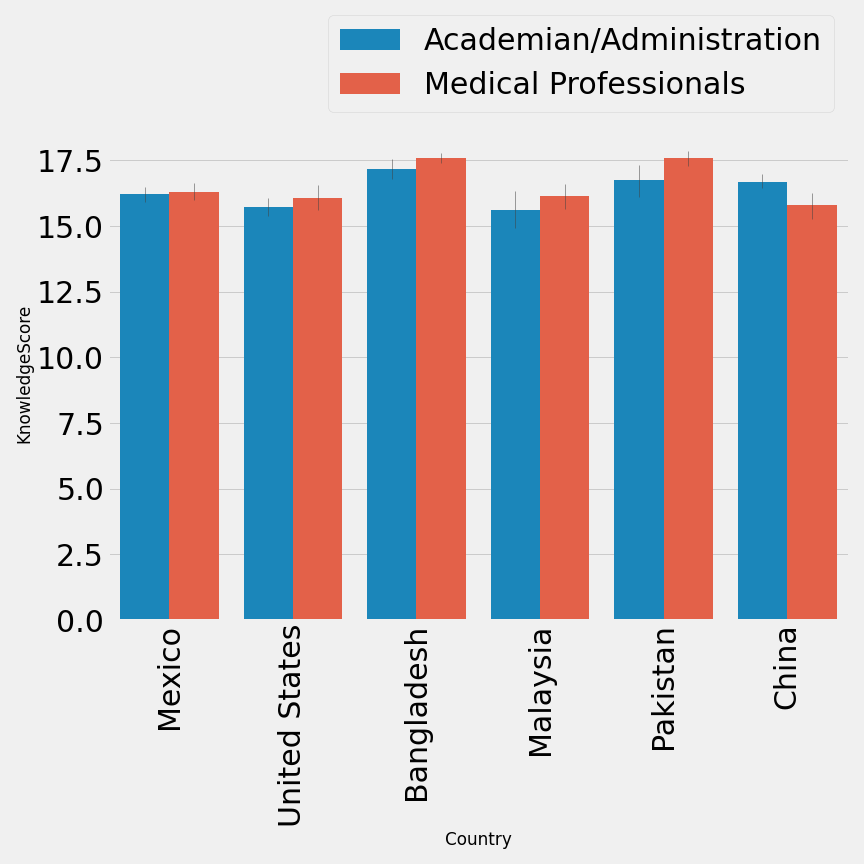 Academian/Administration
Medical Professionals
17.5
15.0
12.5
10.0
7.5
5.0
2.5
0.0
KnowledgeScore
Mexico
United States
Bangladesh
Malaysia
Pakistan
China
Country